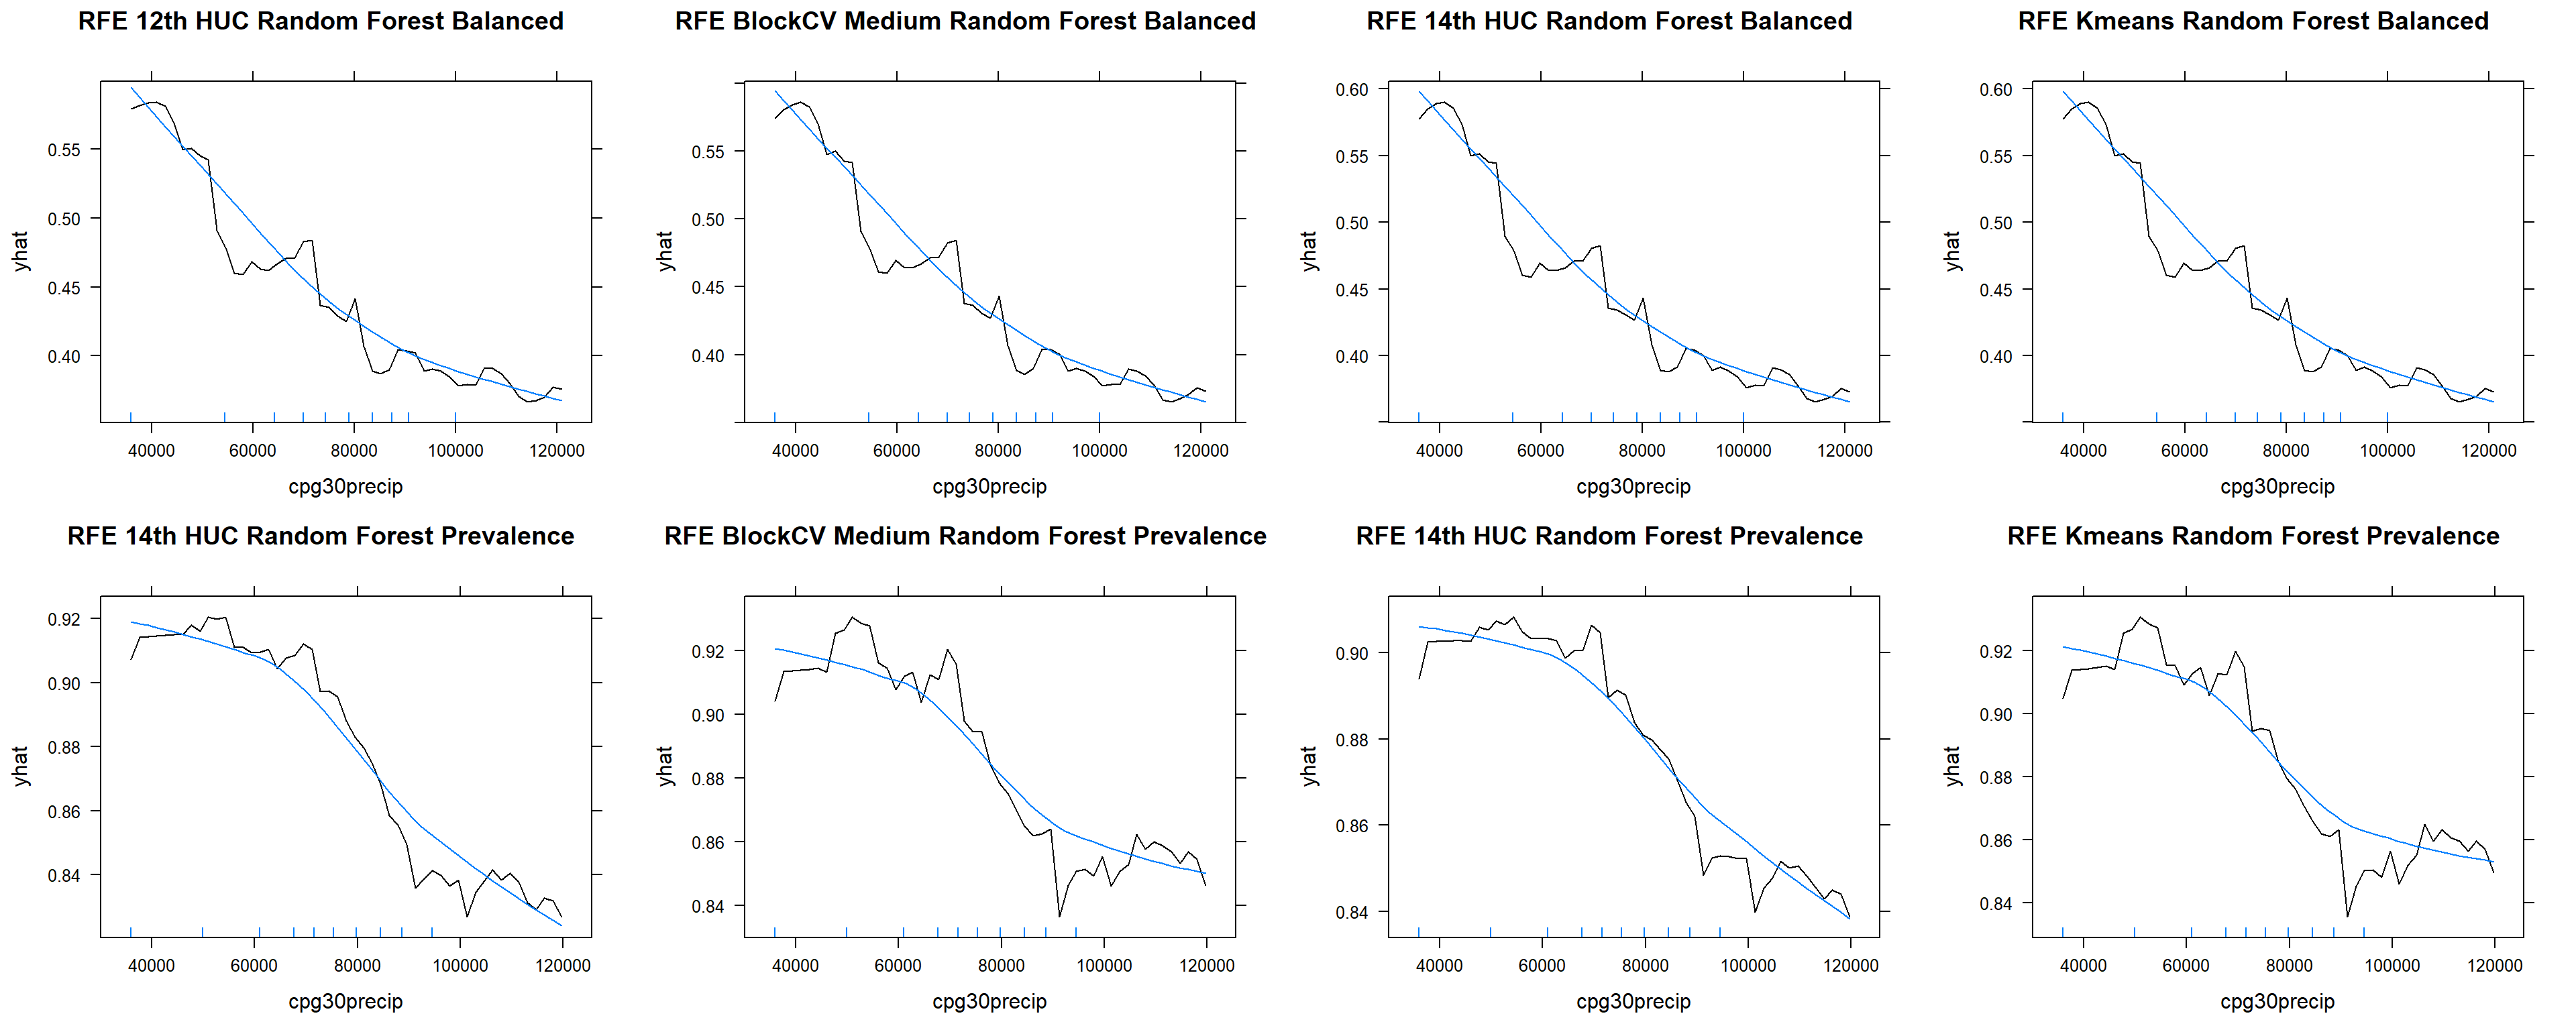 RFE 12th HUC Random Forest Balanced
yhat
0.55
0.50
0.45
0.40
40000 60000 80000 100000 120000
cpg30precip
RFE BlockCV Medium Random Forest Balanced
yhat
0.55
0.50
0.45
0.40
40000 60000 80000 100000 120000
cpg30precip
RFE 14th HUC Random Forest Balanced
yhat
0.60
0.55
0.50
0.45
0.40
40000 60000 80000 100000 120000
cpg30precip
RFE Kmeans Random Forest Balanced
yhat
0.60
0.55
0.50
0.45
0.40
40000 60000 80000 100000 120000
cpg30precip
RFE 14th HUC Random Forest Prevalence
yhat
0.92
0.90
0.88
0.86
0.84
40000 60000 80000 100000 120000
cpg30precip
RFE BlockCV Medium Random Forest Prevalence
yhat
0.92
0.90
0.88
0.86
0.84
40000 60000 80000 100000 120000
cpg30precip
RFE 14th HUC Random Forest Prevalence
yhat
0.90
0.88
0.86
0.84
40000 60000 80000 100000 120000
cpg30precip
RFE Kmeans Random Forest Prevalence
yhat
0.92
0.90
0.88
0.86
0.84
40000 60000 80000 100000 120000
cpg30precip